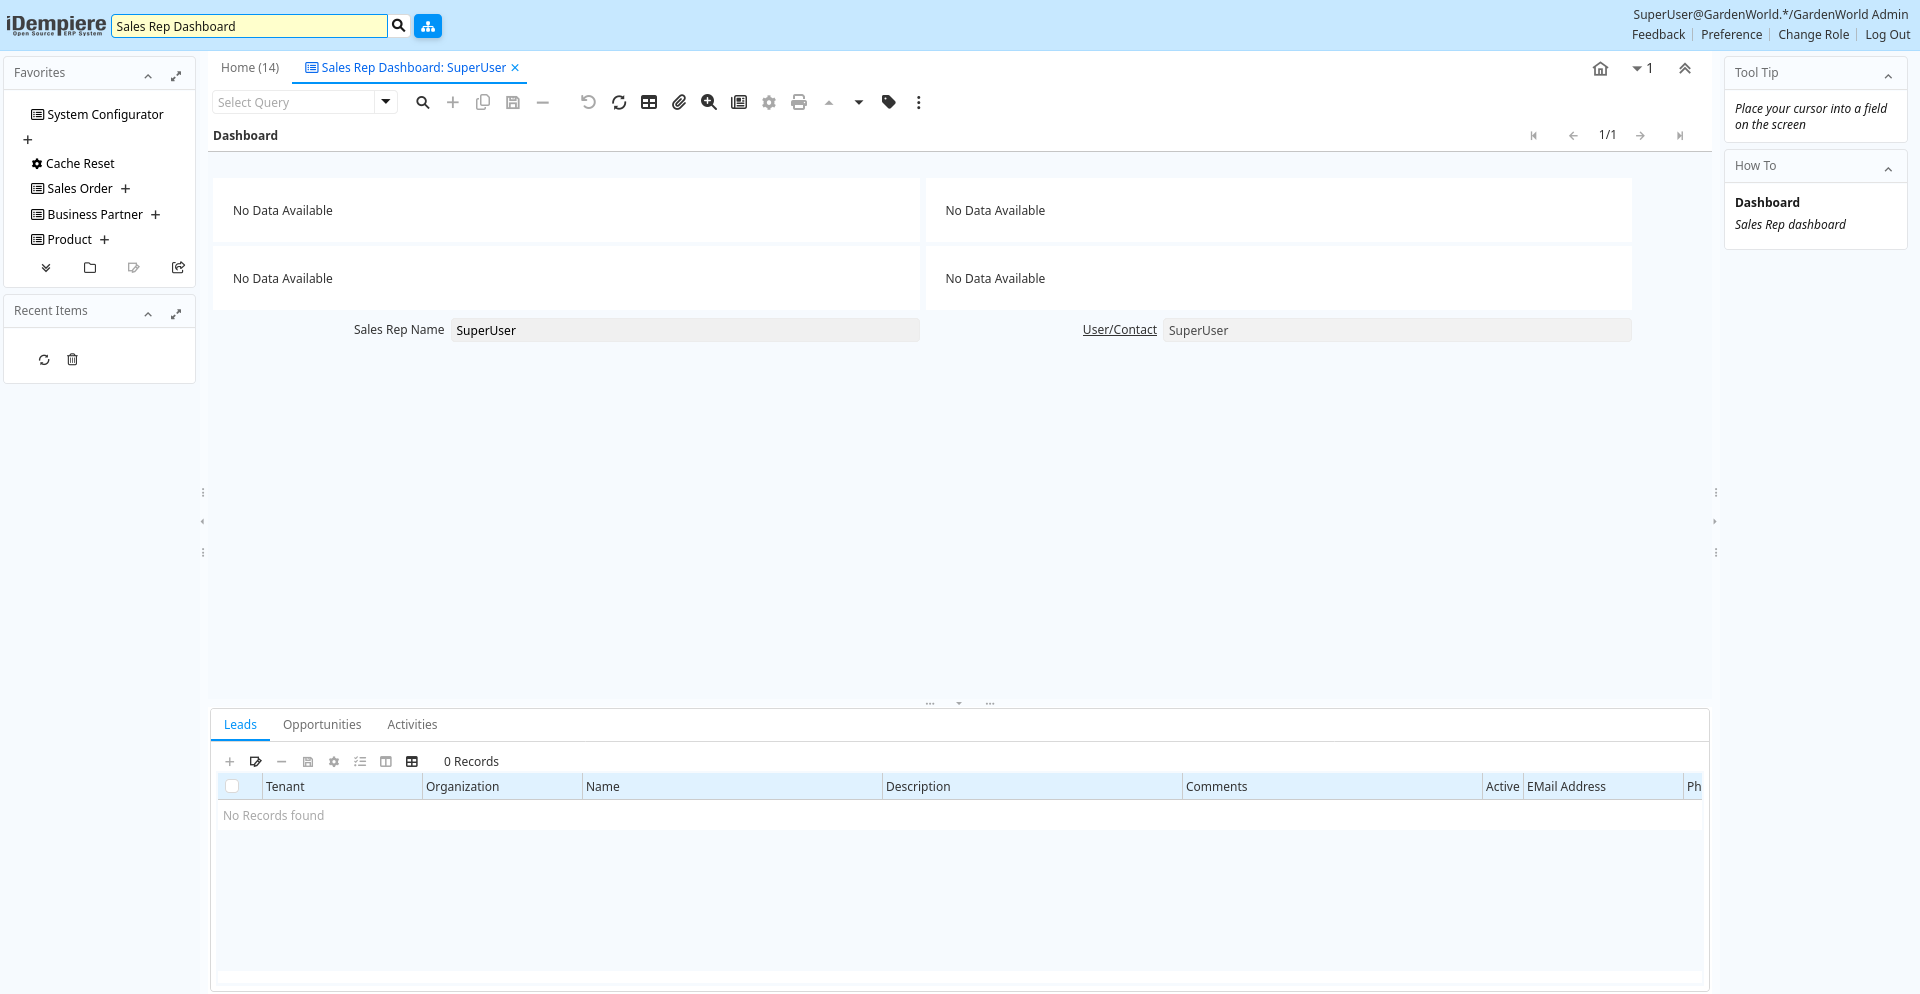 iDempiere
Open Source ERP System
Sales Rep Dashboard
SuperUser@GardenWorld.*/GardenWorld Admin
Feedback
Preference
Change Role
Log Out
Favorites
System Configurator
Cache Reset
Sales Order
Business Partner
Product
Recent Items
Home (14)
Sales Rep Dashboard: SuperUser
1
Select Query
Dashboard
1/1
No Data Available
No Data Available
No Data Available
No Data Available
Sales Rep Name
SuperUser
User/Contact
SuperUser
Leads
Opportunities
Activities
0 Records
Tenant
Organization
Name
Description
Comments
Active
EMail Address
Ph
No Records found
Tool Tip
Place your cursor into a field
on the screen
How To
Dashboard
Sales Rep dashboard